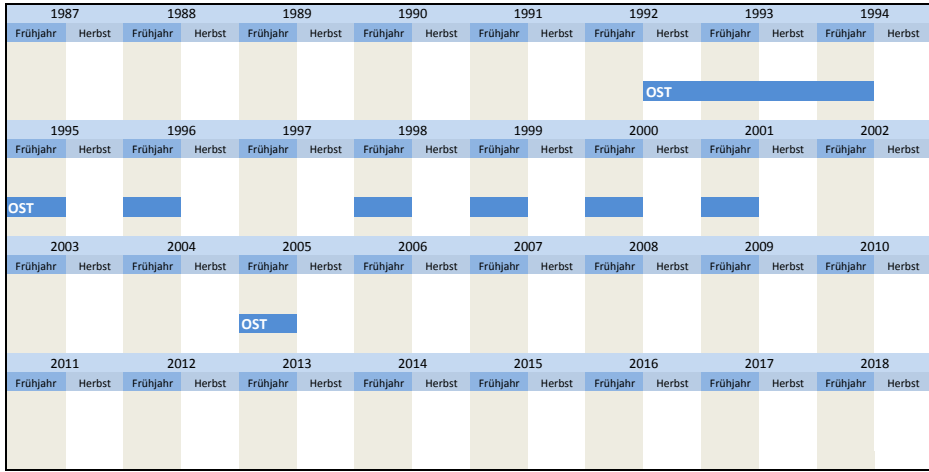 1987 1988 1989 1990 1991 1992 1993 1994
Frühjahr Herbst Frühjahr Herbst Frühjahr Herbst Frühjahr Herbst Frühjahr Herbst Frühjahr Herbst Frühjahr Herbst Frühjahr Herbst
OST
1995 1996 1997 1998 1999 2000 2001 2002
Frühjahr Herbst Frühjahr Herbst Frühjahr Herbst Frühjahr Herbst Frühjahr Herbst Frühjahr Herbst Frühjahr Herbst Frühjahr Herbst
OST
2003 2004 2005 2006 2007 2008 2009 2010
Frühjahr Herbst Frühjahr Herbst Frühjahr Herbst Frühjahr Herbst Frühjahr Herbst Frühjahr Herbst Frühjahr Herbst Frühjahr Herbst
OST
2011 2012 2013 2014 2015 2016 2017 2018
Frühjahr Herbst Frühjahr Herbst Frühjahr Herbst Frühjahr Herbst Frühjahr Herbst Frühjahr Herbst Frühjahr Herbst Frühjahr Herbst